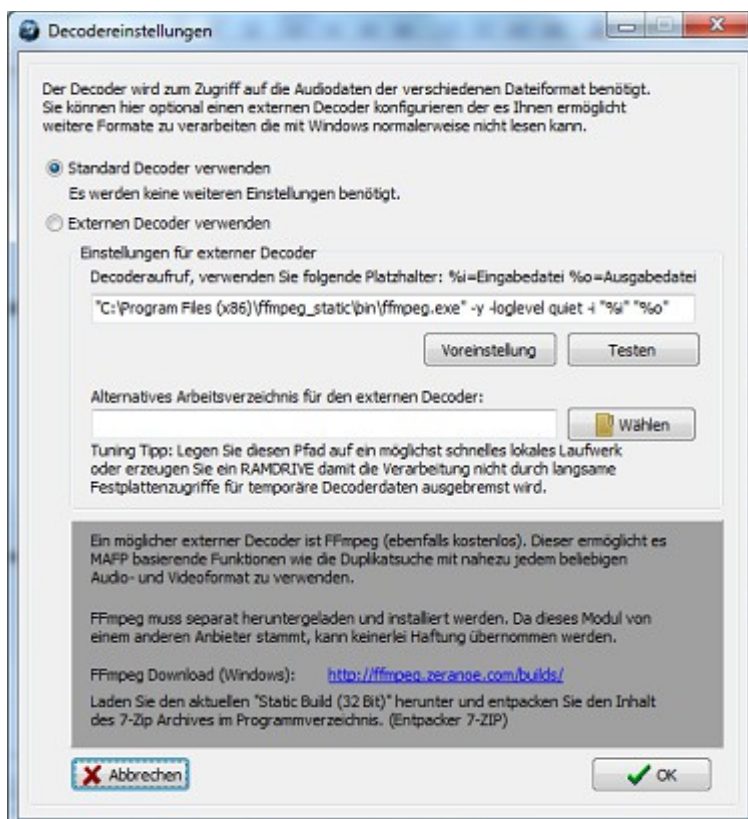 Decodereinstellungen
Der Decoder wird zum Zugriff auf die Audiodaten der verschiedenen Dateiformat benötigt.
Sie können hier optional einen externen Decoder konfigurieren der es Ihnen ermöglicht
weitere Formate zu verarbeiten die mit Windows normalerweise nicht lesen kann.
Standard Decoder verwenden
Es werden keine weiteren Einstellungen benötigt.
Externen Decoder verwenden
Einstellungen für externer Decoder
Decoderaufruf, verwenden Sie folgende Platzhalter: %i=Eingabedatei %o=Ausgabedatei
"C:\Program Files (x86)\ffmpeg_static\bin\ffmpeg.exe" -y -loglevel quiet -i "%i" "%o"
Voreinstellung Testen
Alternatives Arbeitsverzeichnis für den externen Decoder:
Wählen
Tuning Tipp: Legen Sie diesen Pfad auf ein möglichst schnelles lokales Laufwerk
oder erzeugen Sie ein RAMDRIVE damit die Verarbeitung nicht durch langsame
Festplattenzugriffe für temporäre Decoderdaten ausgebremst wird.
Ein möglicher externer Decoder ist FFmpeg (ebenfalls kostenlos). Dieser ermöglicht es
MAFP basierende Funktionen wie die Duplikatsuche mit nahezu jedem beliebigen
Audio- und Videoformat zu verwenden.
FFmpeg muss separat heruntergeladen und installiert werden. Da dieses Modul von
einem anderen Anbieter stammt, kann keinerlei Haftung übernommen werden.
FFmpeg Download (Windows): http://ffmpeg.zeranoe.com/builds/
Laden Sie den aktuellen "Static Build (32 Bit)" herunter und entpacken Sie den Inhalt
des 7-Zip Archives im Programmverzeichnis. (Entpacker 7-ZIP)
Abbrechen OK